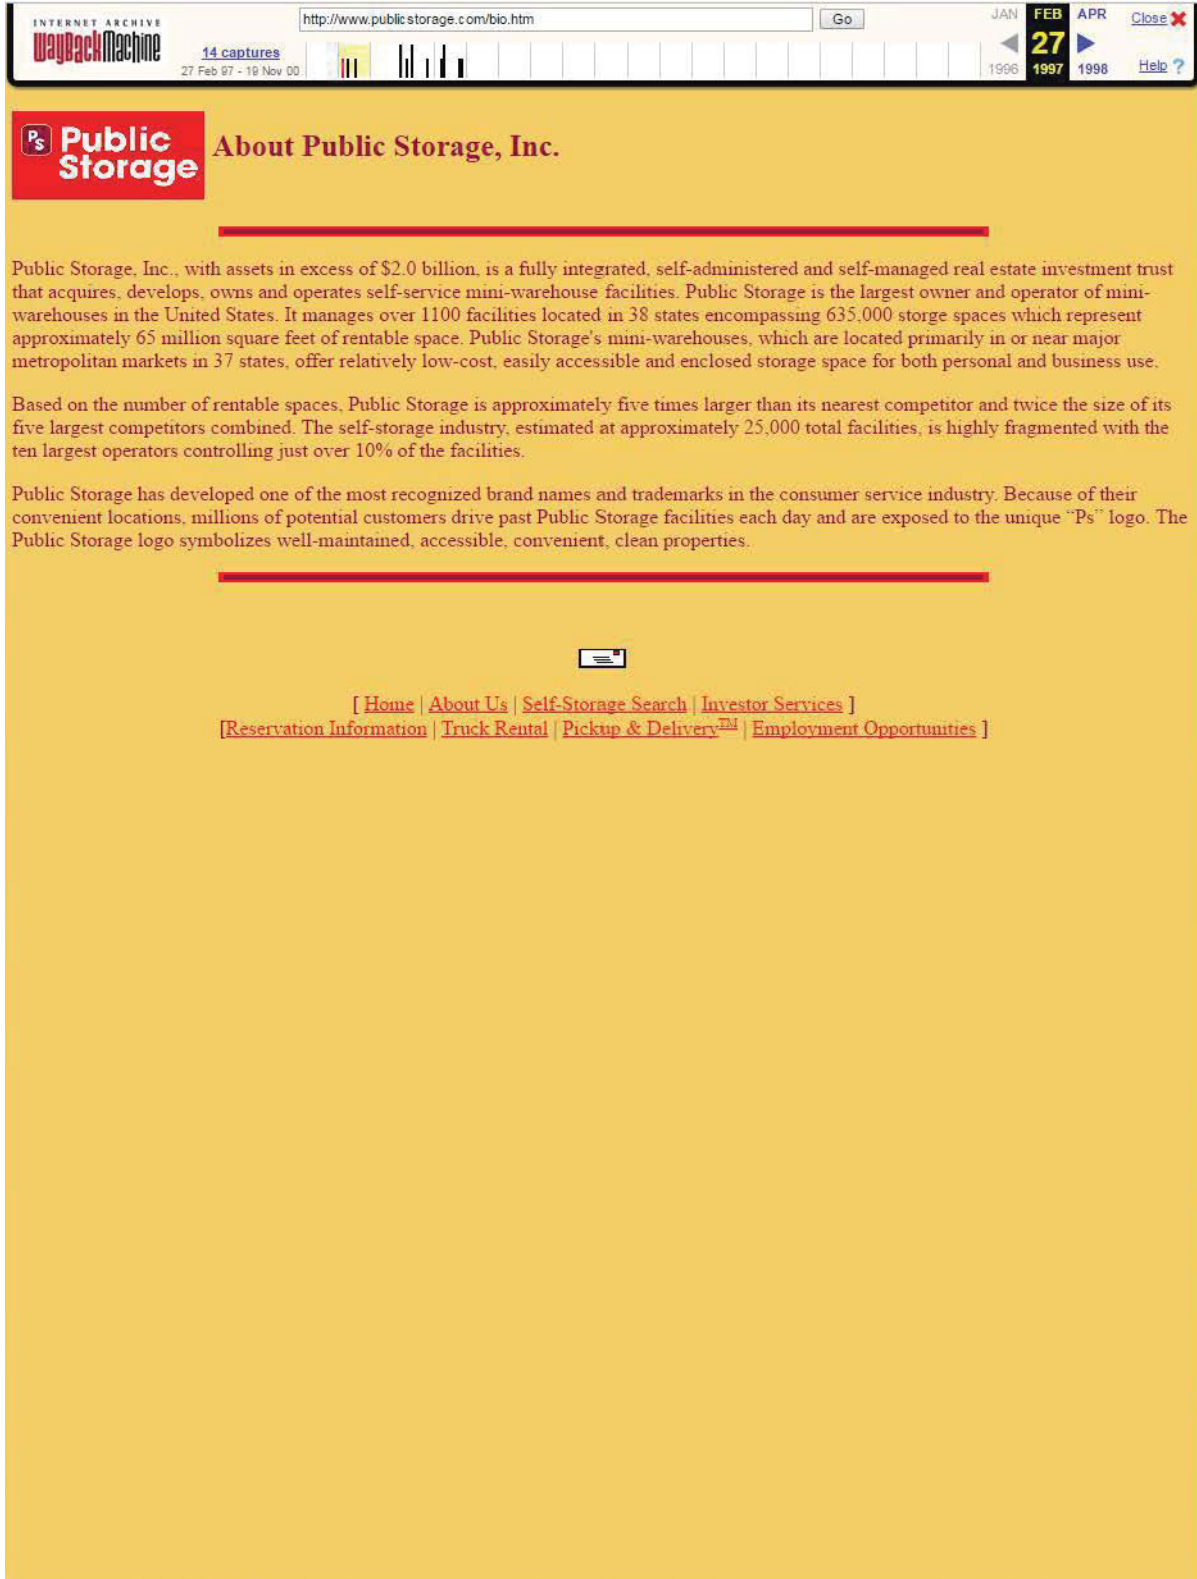 INTERNET ARCHIVE
WayBackMachine
http://www.publicstorage.com/bio.htm
Go
14 captures
27 Feb 97 - 19 Nov 00
JAN FEB APR
27
1996 1997 1998
Close
Help ?
Ps Public
Storage
About Public Storage, Inc.
Public Storage, Inc., with assets in excess of $2.0 billion, is a fully integrated, self-administered and self-managed real estate investment trust
that acquires, develops, owns and operates self-service mini-warehouse facilities. Public Storage is the largest owner and operator of mini-
warehouses in the United States. It manages over 1100 facilities located in 38 states encompassing 635,000 storge spaces which represent
approximately 65 million square feet of rentable space. Public Storage's mini-warehouses, which are located primarily in or near major
metropolitan markets in 37 states, offer relatively low-cost, easily accessible and enclosed storage space for both personal and business use.
Based on the number of rentable spaces, Public Storage is approximately five times larger than its nearest competitor and twice the size of its
five largest competitors combined. The self-storage industry, estimated at approximately 25,000 total facilities, is highly fragmented with the
ten largest operators controlling just over 10% of the facilities.
Public Storage has developed one of the most recognized brand names and trademarks in the consumer service industry. Because of their
convenient locations, millions of potential customers drive past Public Storage facilities each day and are exposed to the unique “Ps” logo. The
Public Storage logo symbolizes well-maintained, accessible, convenient, clean properties.
[ Home | About Us | Self-Storage Search | Investor Services ]
[Reservation Information | Truck Rental | Pickup & Delivery™ | Employment Opportunities ]